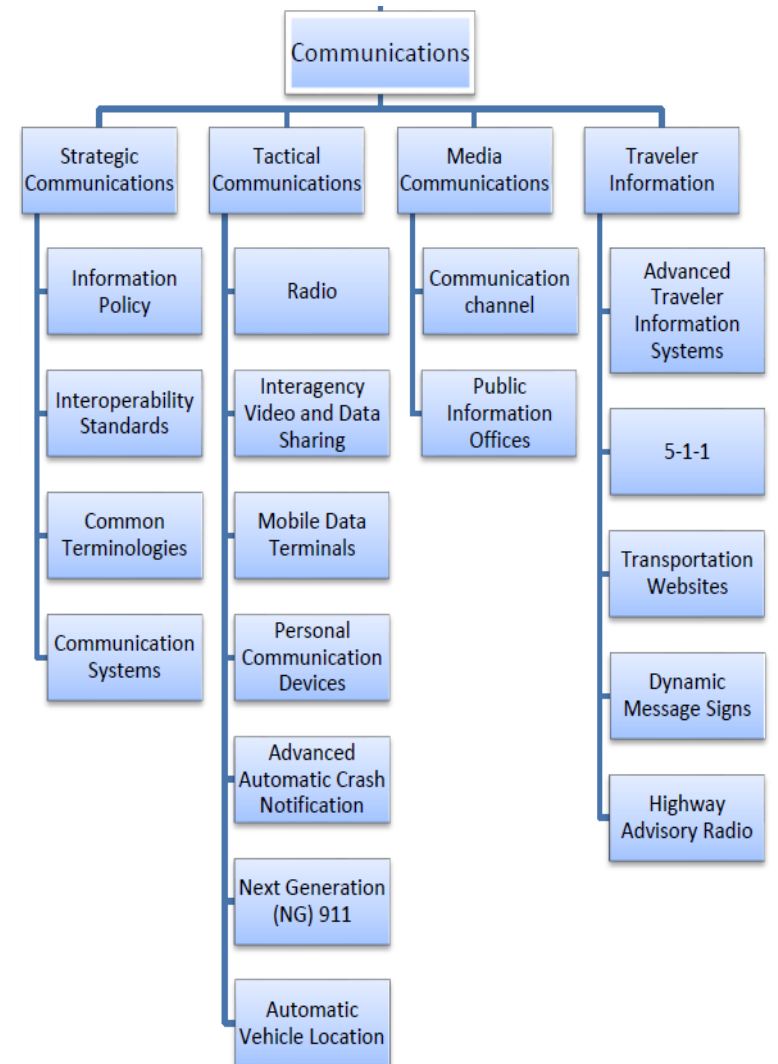 Communications
Strategic
Communications
Information
Policy
Interoperability
Standards
Common
Terminologies
Communication
Systems
Tactical
Communications
Radio
Interagency
Video and Data
Sharing
Mobile Data
Terminals
Personal
Communication
Devices
Advanced
Automatic Crash
Notification
Next Generation
(NG) 911
Automatic
Vehicle Location
Media
Communications
Communication
channel
Public
Information
Offices
Traveler
Information
Advanced
Traveler
Information
Systems
5-1-1
Transportation
Websites
Dynamic
Message Signs
Highway
Advisory Radio